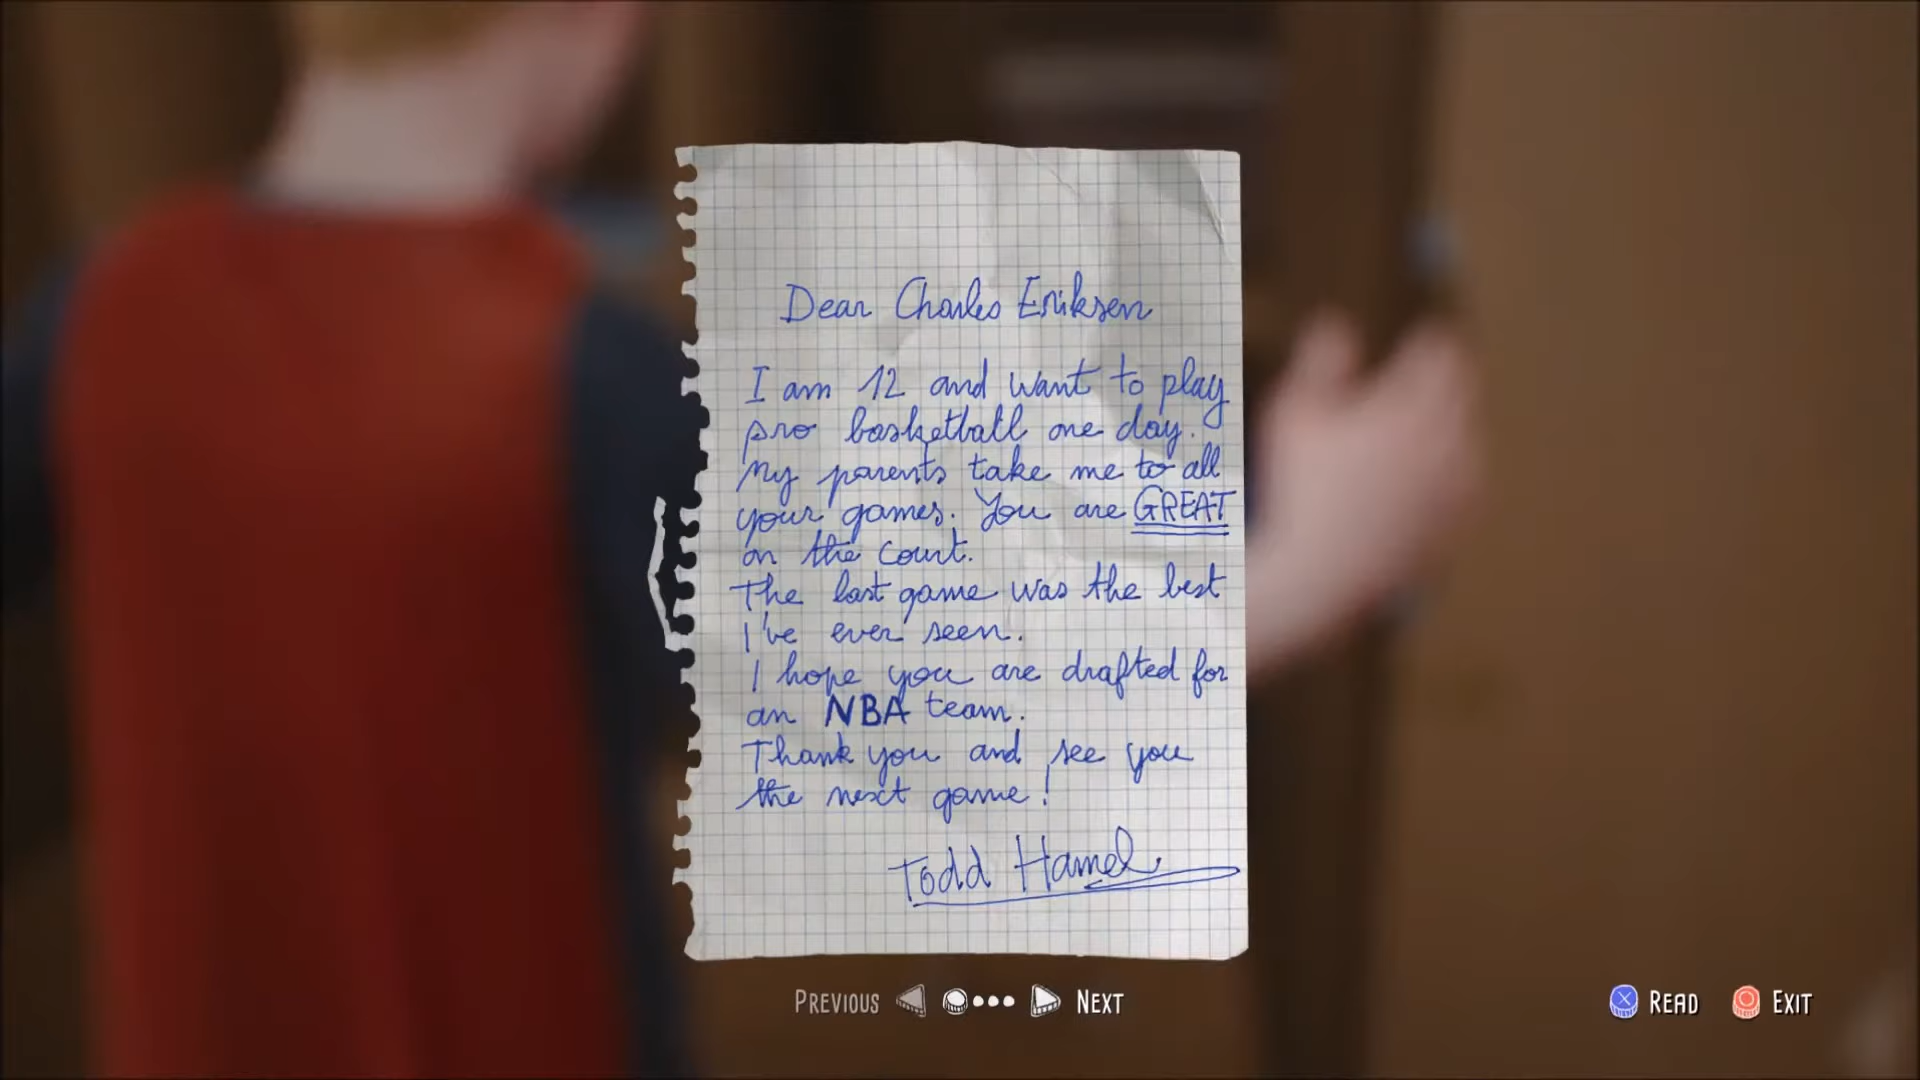 Dear Charles Eriksen
I am 12 and want to play
pro basketball one day.
My parents take me to all
your games. You are GREAT
on the court.
The last game was the best
I've ever seen.
I hope you are drafted for
an NBA team.
Thank you and see you
the next game!
Todd Hamel
PREVIOUS NEXT READ EXIT